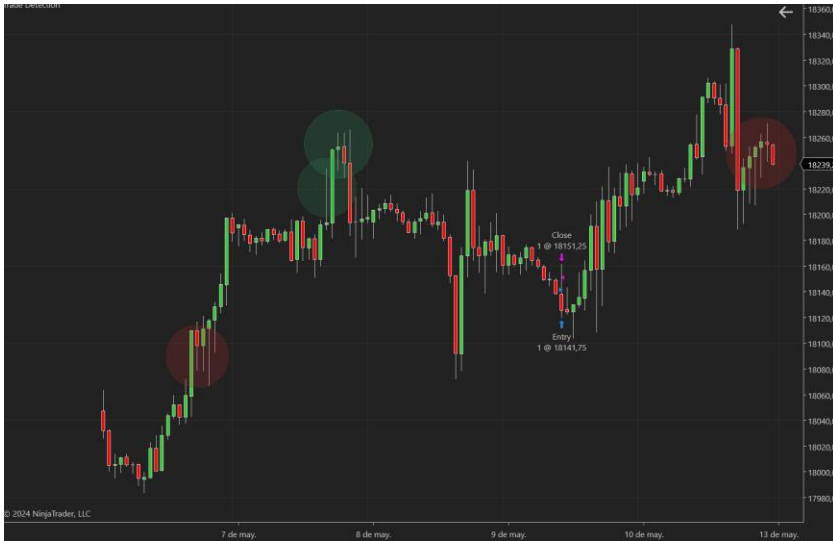 Trade Detection
18360,
18340,
18320,
18300,
18280,
18260,
18239,
18220,
18200,
18180,
18160,
18140,
18120,
18100,
18080,
18060,
18040,
18020,
18000,
17980,
Close
1 @ 18151,25
Entry
1 @ 18141,75
© 2024 NinjaTrader, LLC
7 de may.
8 de may.
9 de may.
10 de may.
13 de may.